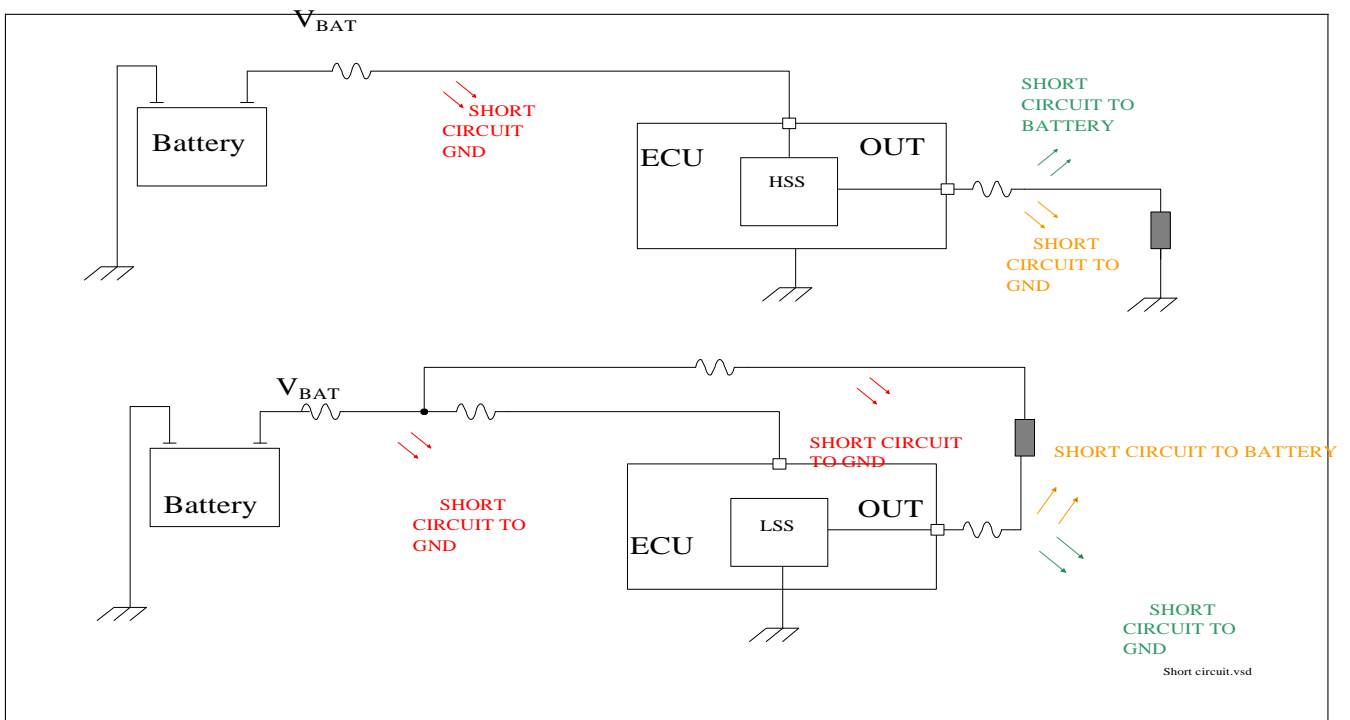 VBAT
Battery
SHORT
CIRCUIT
GND
ECU
OUT
HSS
SHORT
CIRCUIT TO
BATTERY
SHORT
CIRCUIT TO
GND
VBAT
Battery
SHORT
CIRCUIT TO
GND
SHORT CIRCUIT
TO GND
ECU
OUT
LSS
SHORT CIRCUIT TO BATTERY
SHORT
CIRCUIT TO
GND
Short circuit.vsd